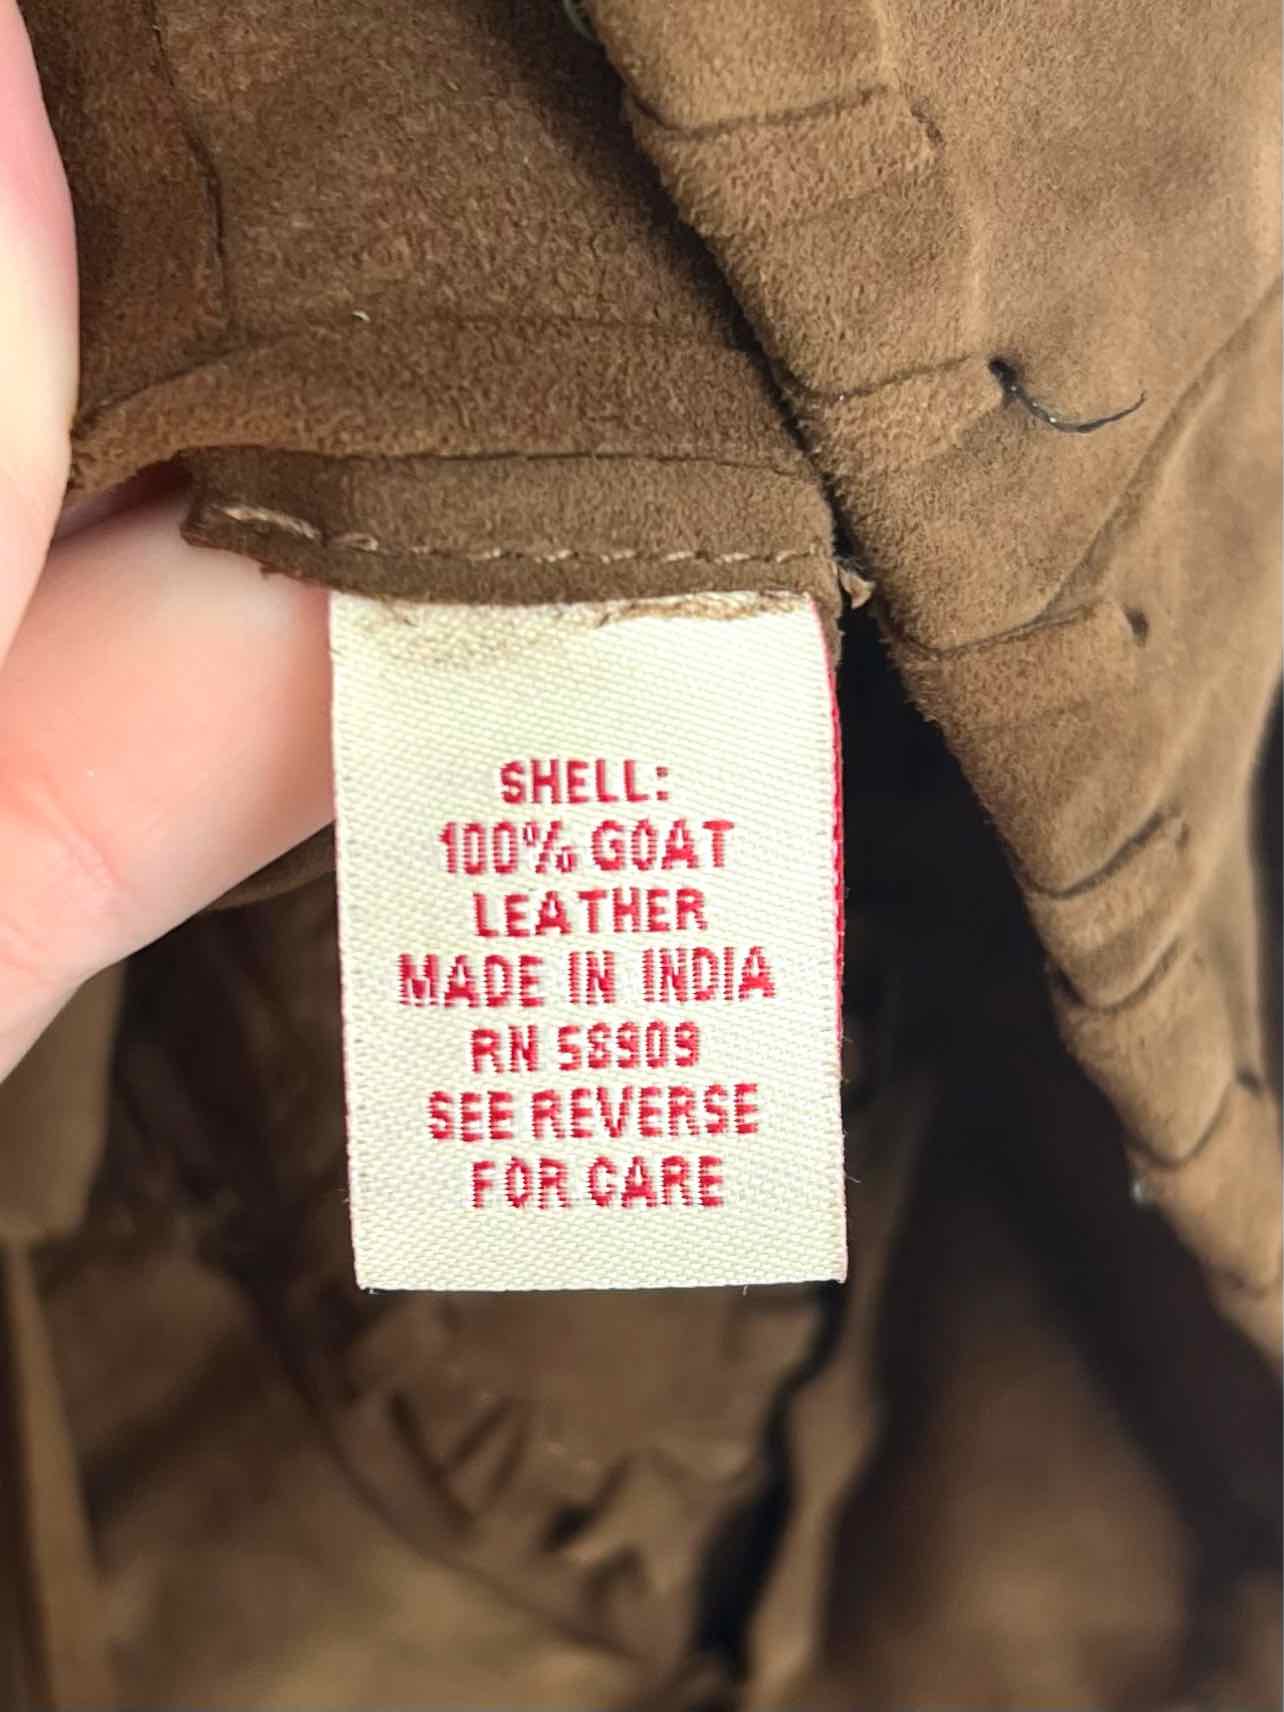 SHELL:
100% GOAT
LEATHER
MADE IN INDIA
RN 58909
SEE REVERSE
FOR CARE